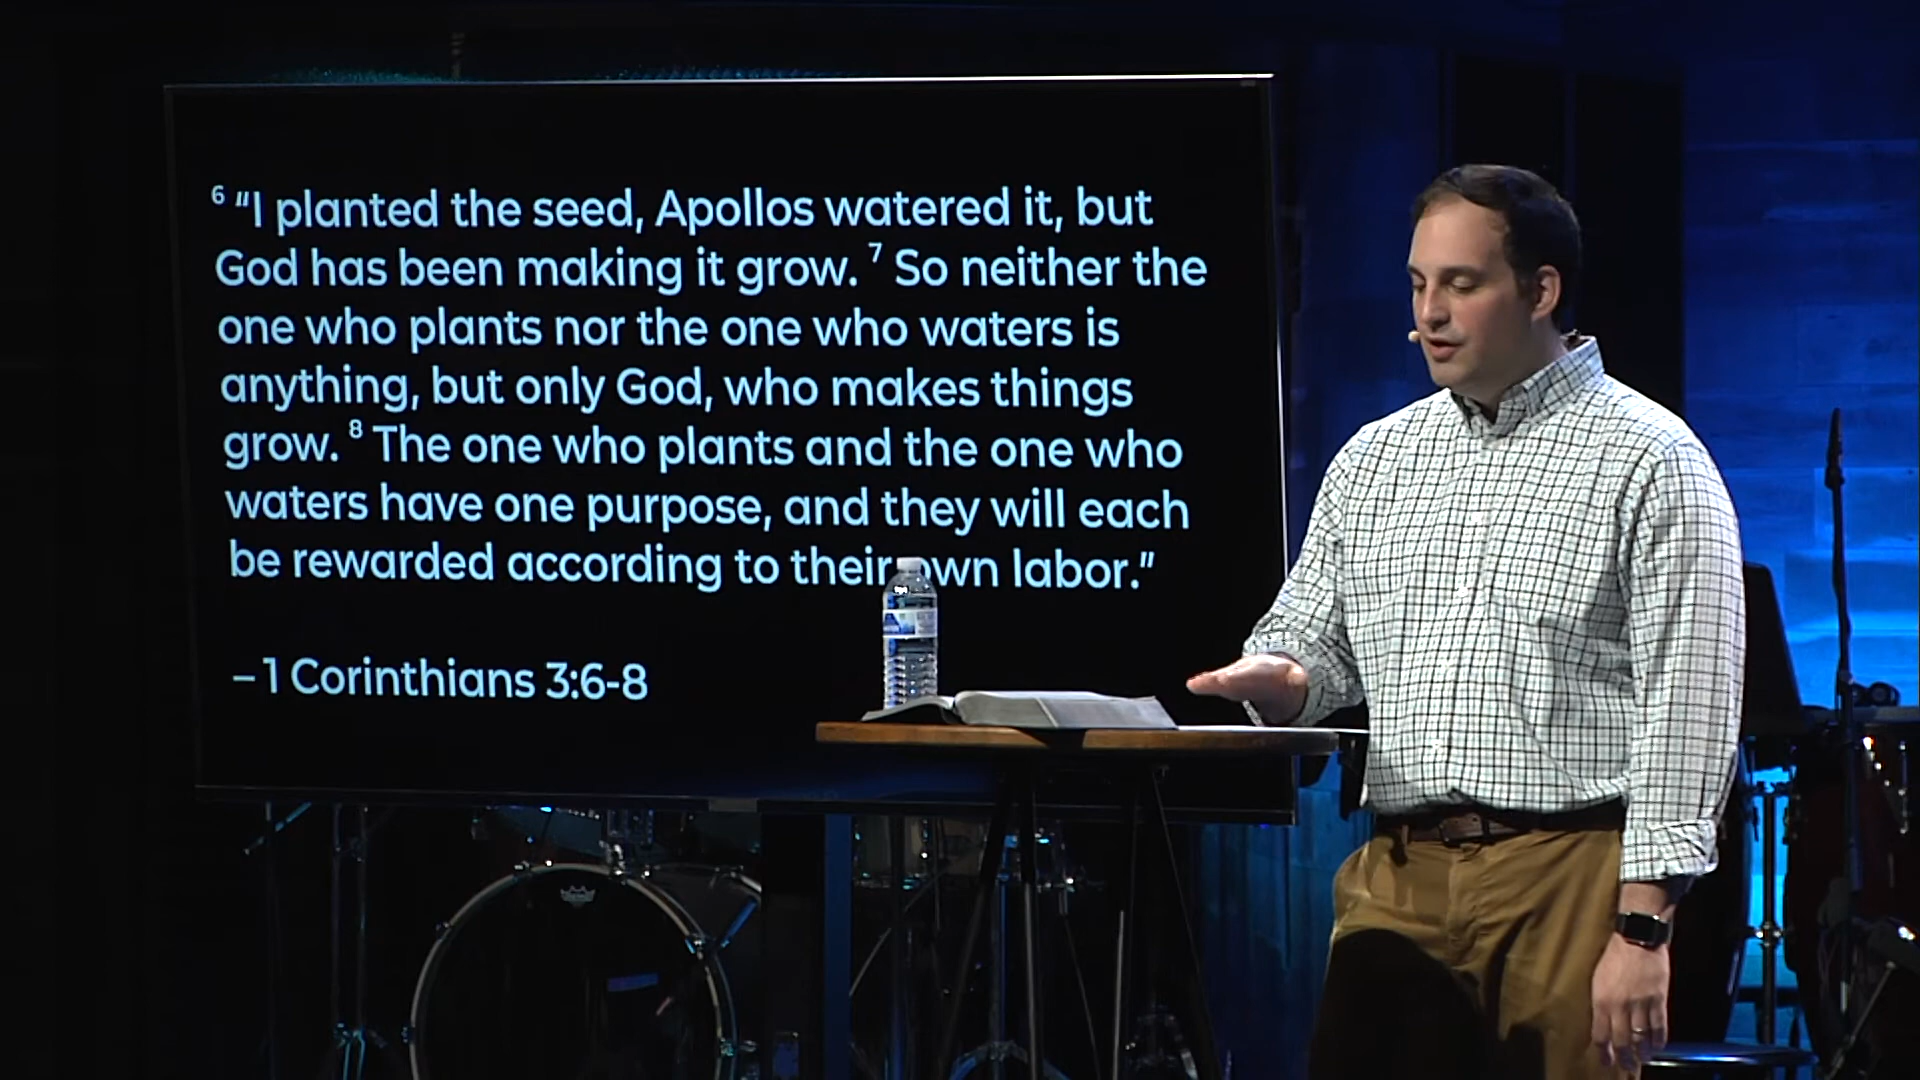 6 “I planted the seed, Apollos watered it, but
God has been making it grow. 7 So neither the
one who plants nor the one who waters is
anything, but only God, who makes things
grow. 8 The one who plants and the one who
waters have one purpose, and they will each
be rewarded according to their own labor.”
– 1 Corinthians 3:6-8